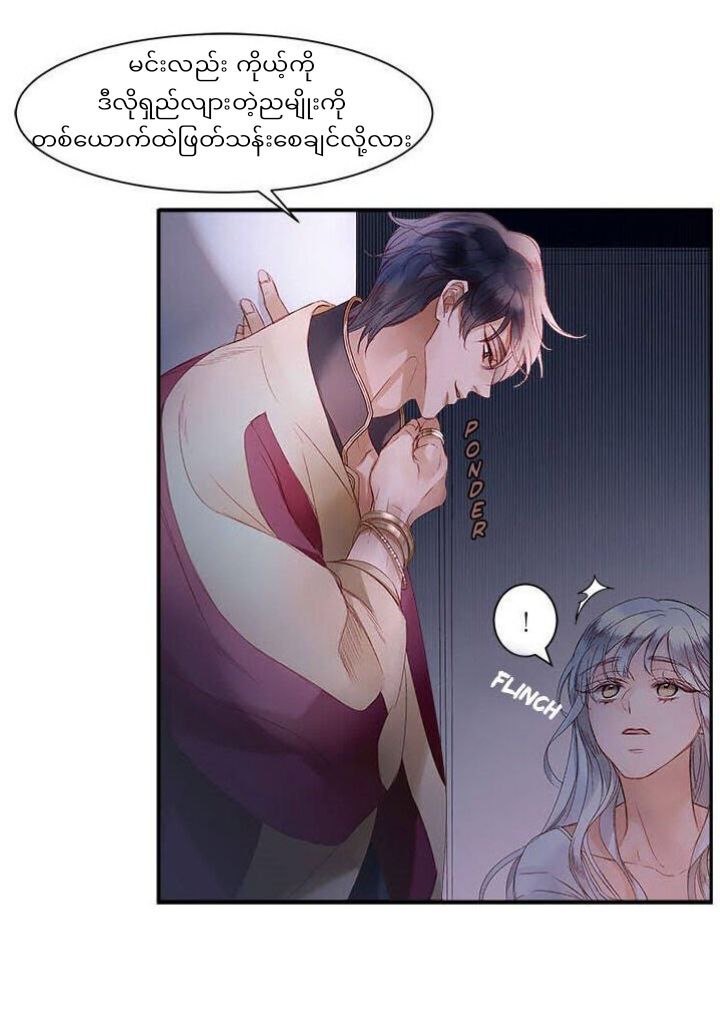 မင်းလည်း ကိုယ့်ကို
ဒီလိုရှည်လျားတဲ့ညမျိုးကို
တစ်ယောက်ထဲဖြတ်သန်းစေချင်လို့လား
PONDER
!
FLINCH